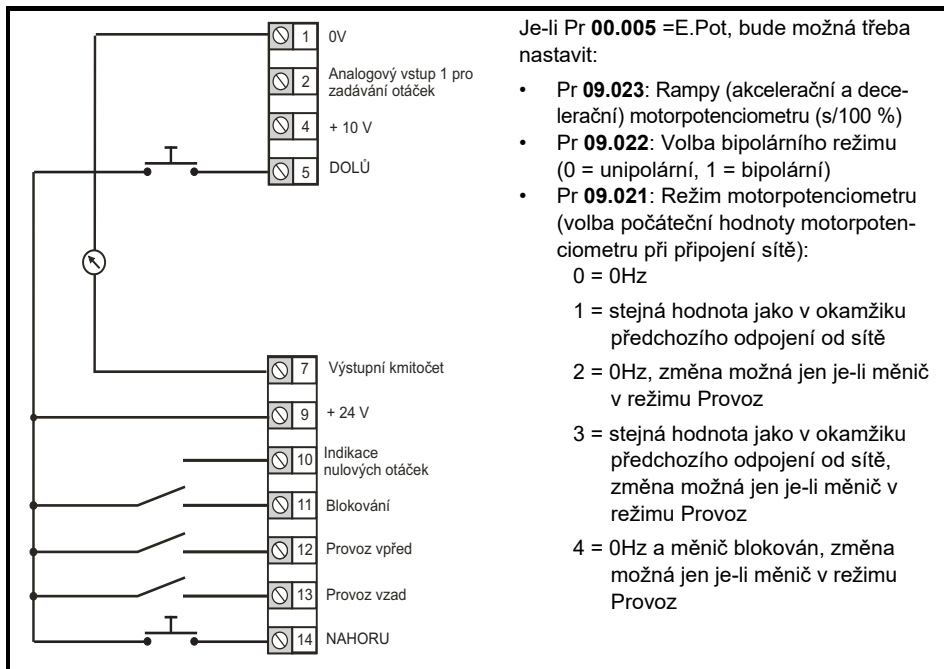 1 0V
2 Analogový vstup 1 pro
zadávání otáček
4 + 10 V
5 DOLŮ
7 Výstupní kmitočet
9 + 24 V
10 Indikace
nulových otáček
11 Blokování
12 Provoz vpřed
13 Provoz vzad
14 NAHORU
Je-li Pr 00.005 =E.Pot, bude možná třeba
nastavit:
• Pr 09.023: Rampy (akcelerační a dece-
lerační) motorpotenciometru (s/100 %)
• Pr 09.022: Volba bipolárního režimu
(0 = unipolární, 1 = bipolární)
• Pr 09.021: Režim motorpotenciometru
(volba počáteční hodnoty motorpoten-
ciometru při připojení sítě):
0 = 0Hz
1 = stejná hodnota jako v okamžiku
předchozího odpojení od sítě
2 = 0Hz, změna možná jen je-li měnič
v režimu Provoz
3 = stejná hodnota jako v okamžiku
předchozího odpojení od sítě,
změna možná jen je-li měnič v
režimu Provoz
4 = 0Hz a měnič blokován, změna
možná jen je-li měnič v režimu
Provoz